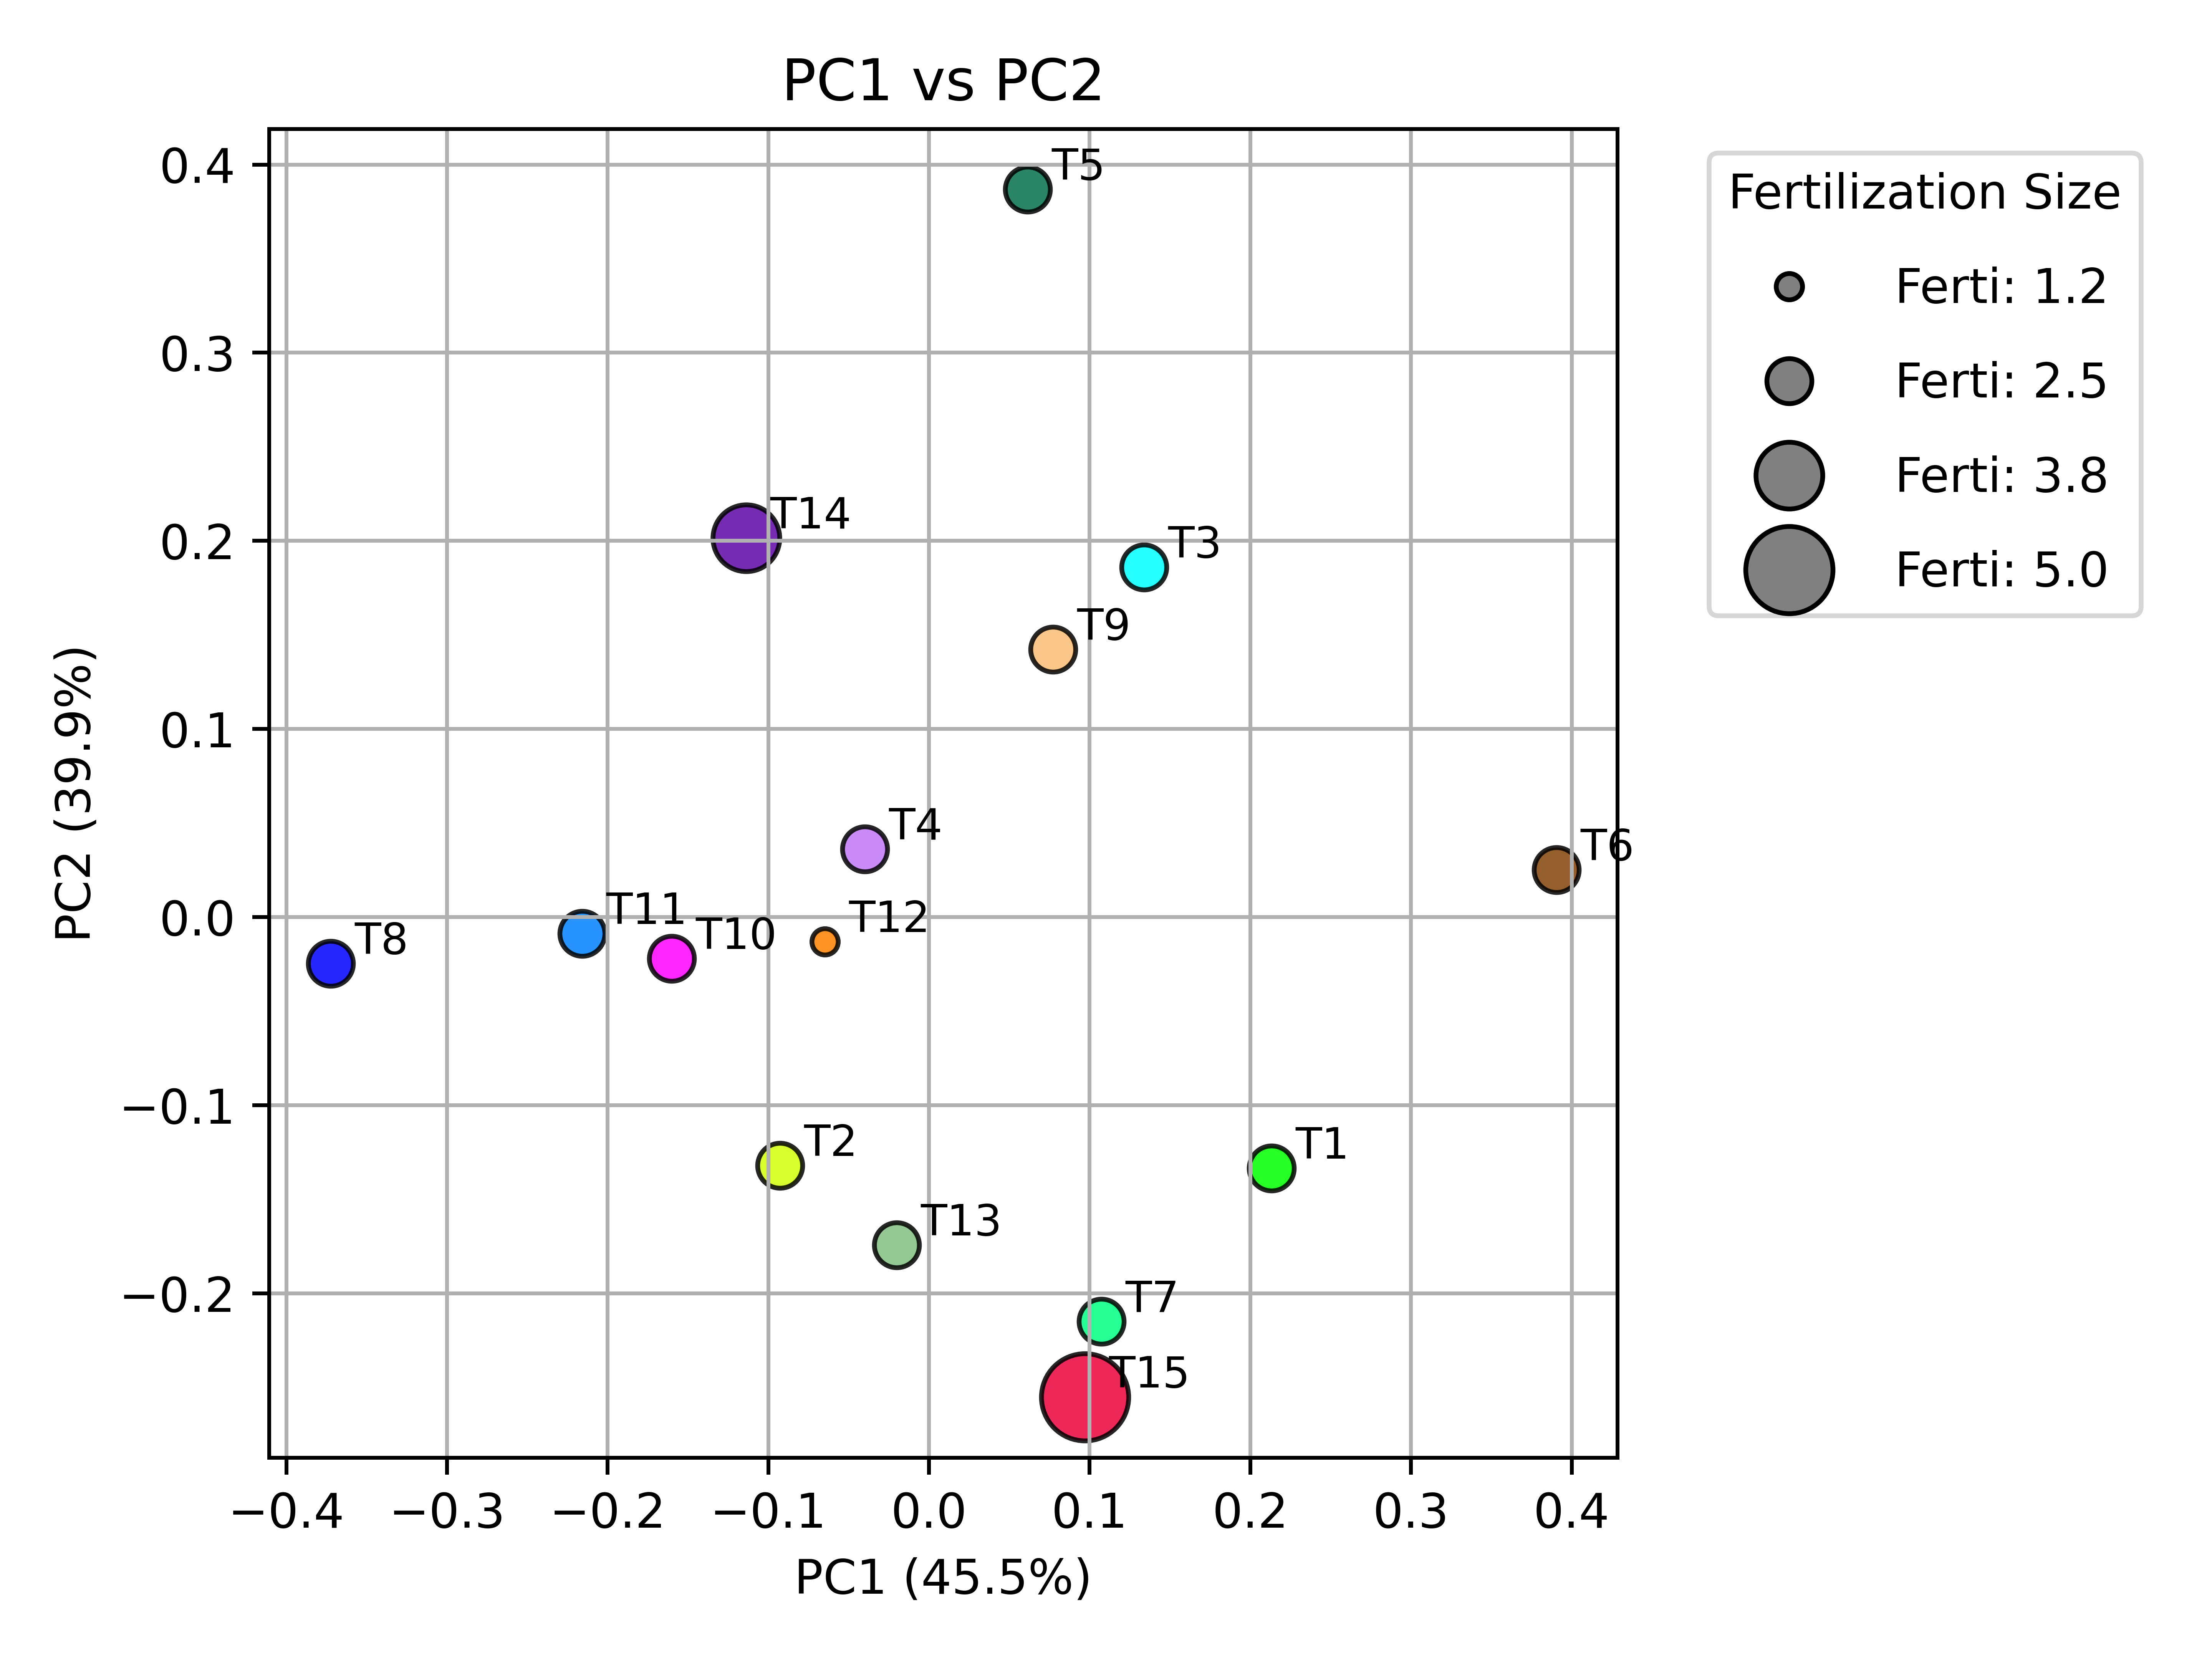 PC1 vs PC2
Fertilization Size
Ferti: 1.2
Ferti: 2.5
Ferti: 3.8
Ferti: 5.0
PC2 (39.9%)
0.4
0.3
0.2
0.1
0.0
−0.1
−0.2
T5
T14
T3
T9
T4
T6
T11
T12
T10
T8
T2
T1
T13
T7
T15
−0.4 −0.3 −0.2 −0.1 0.0 0.1 0.2 0.3 0.4
PC1 (45.5%)